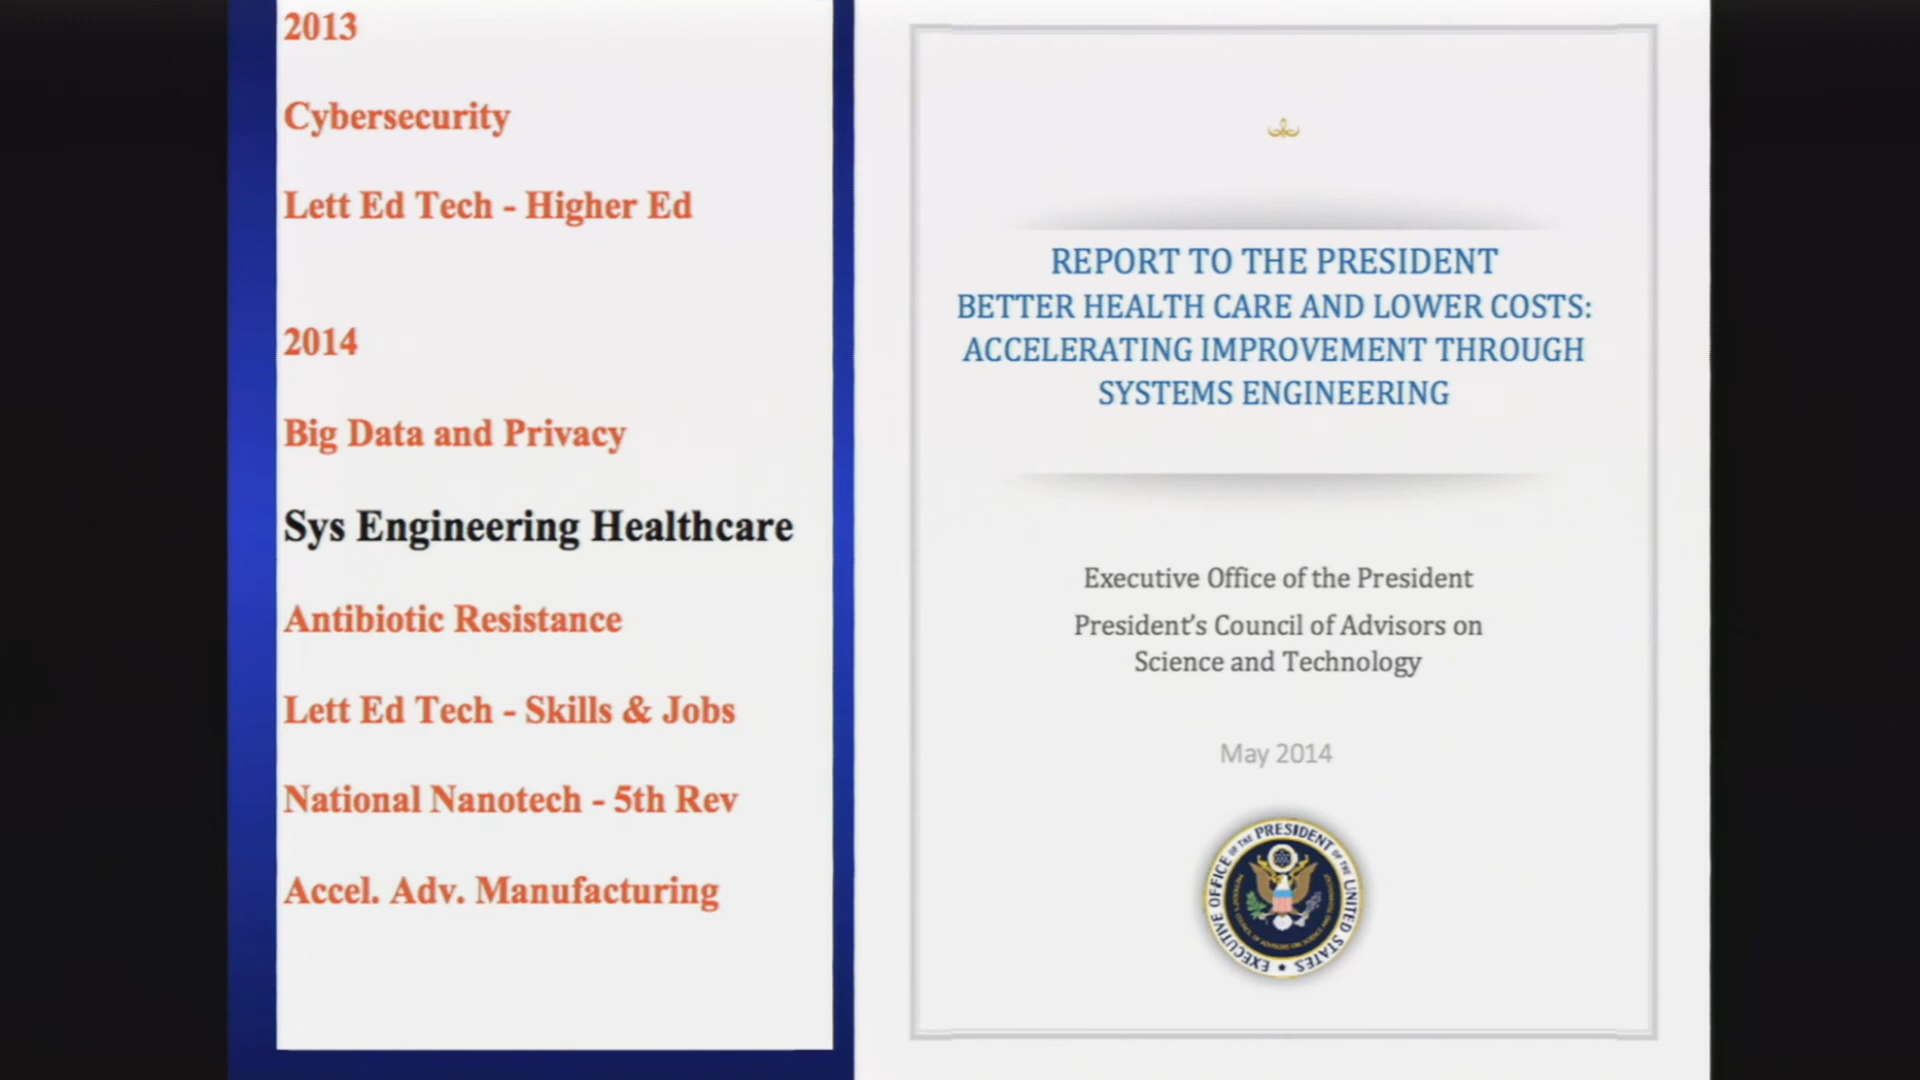 2013
Cybersecurity
Lett Ed Tech - Higher Ed
2014
Big Data and Privacy
Sys Engineering Healthcare
Antibiotic Resistance
Lett Ed Tech - Skills & Jobs
National Nanotech - 5th Rev
Accel. Adv. Manufacturing
REPORT TO THE PRESIDENT
BETTER HEALTH CARE AND LOWER COSTS:
ACCELERATING IMPROVEMENT THROUGH
SYSTEMS ENGINEERING
Executive Office of the President
President’s Council of Advisors on
Science and Technology
May 2014
EXECUTIVE OFFICE OF THE PRESIDENT OF THE UNITED STATES